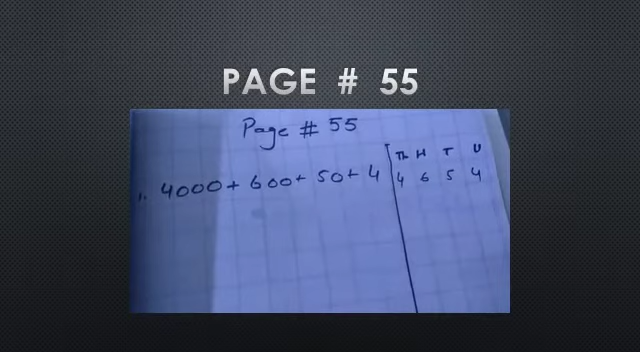 PAGE # 55
Page # 55
Th H T U
1. 4000 + 600 + 50 + 4 4 6 5 4